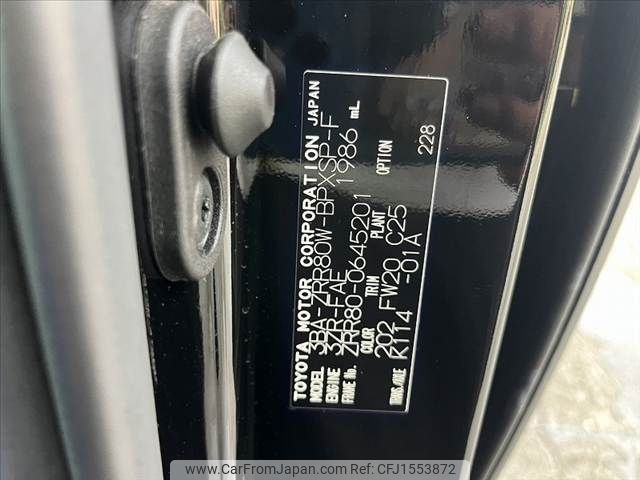 TOYOTA MOTOR CORPORATION JAPAN
MODEL 3BA-ZRR80W-BPXSP-F
ENGINE 3ZR-FAE 1986 mL
FRAME No. ZRR80-0645201
COLOR TRIM PLANT OPTION
202 FW20 C25 228
TRANS./AXLE K114 -01A
www.CarFromJapan.com - CFJ1553872